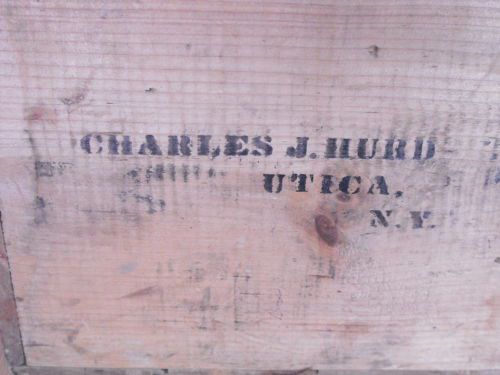 CHARLES J. HURD
UTICA,
N.Y.